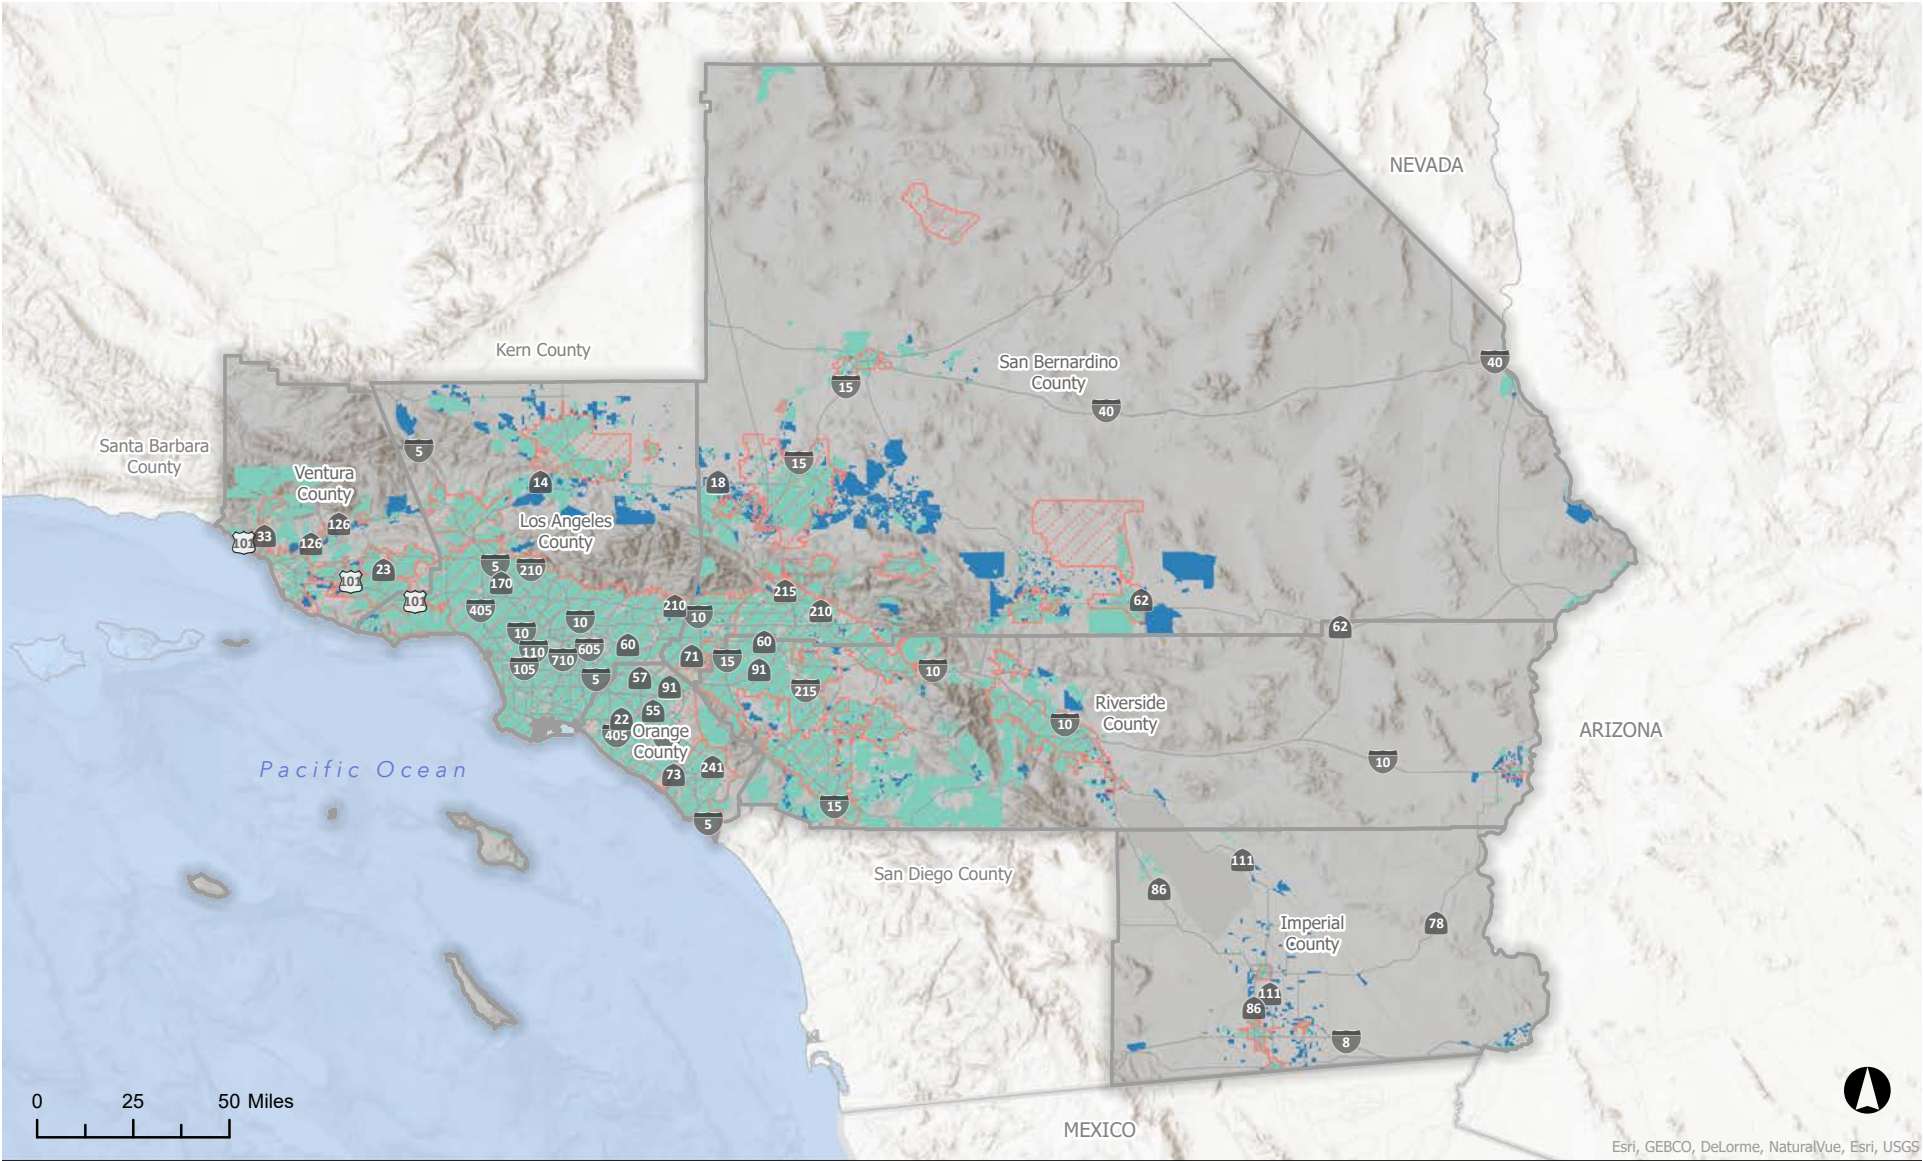 NEVADA
Kern County
San Bernardino
County
40
15
40
Santa Barbara
County
5
Ventura
County
15
14
18
126
Los Angeles
County
101
33
126
23
5
210
101
170
62
101
405
215
210
10
210
62
10
10
110
605
60
60
71
15
91
10
105
710
5
57
91
215
Riverside
County
22
55
10
405
Orange
County
ARIZONA
10
Pacific Ocean
73
241
15
5
San Diego County
111
86
Imperial
County
78
111
86
8
0 25 50 Miles
MEXICO
Esri, GEBCO, DeLorme, NaturalVue, Esri, USGS